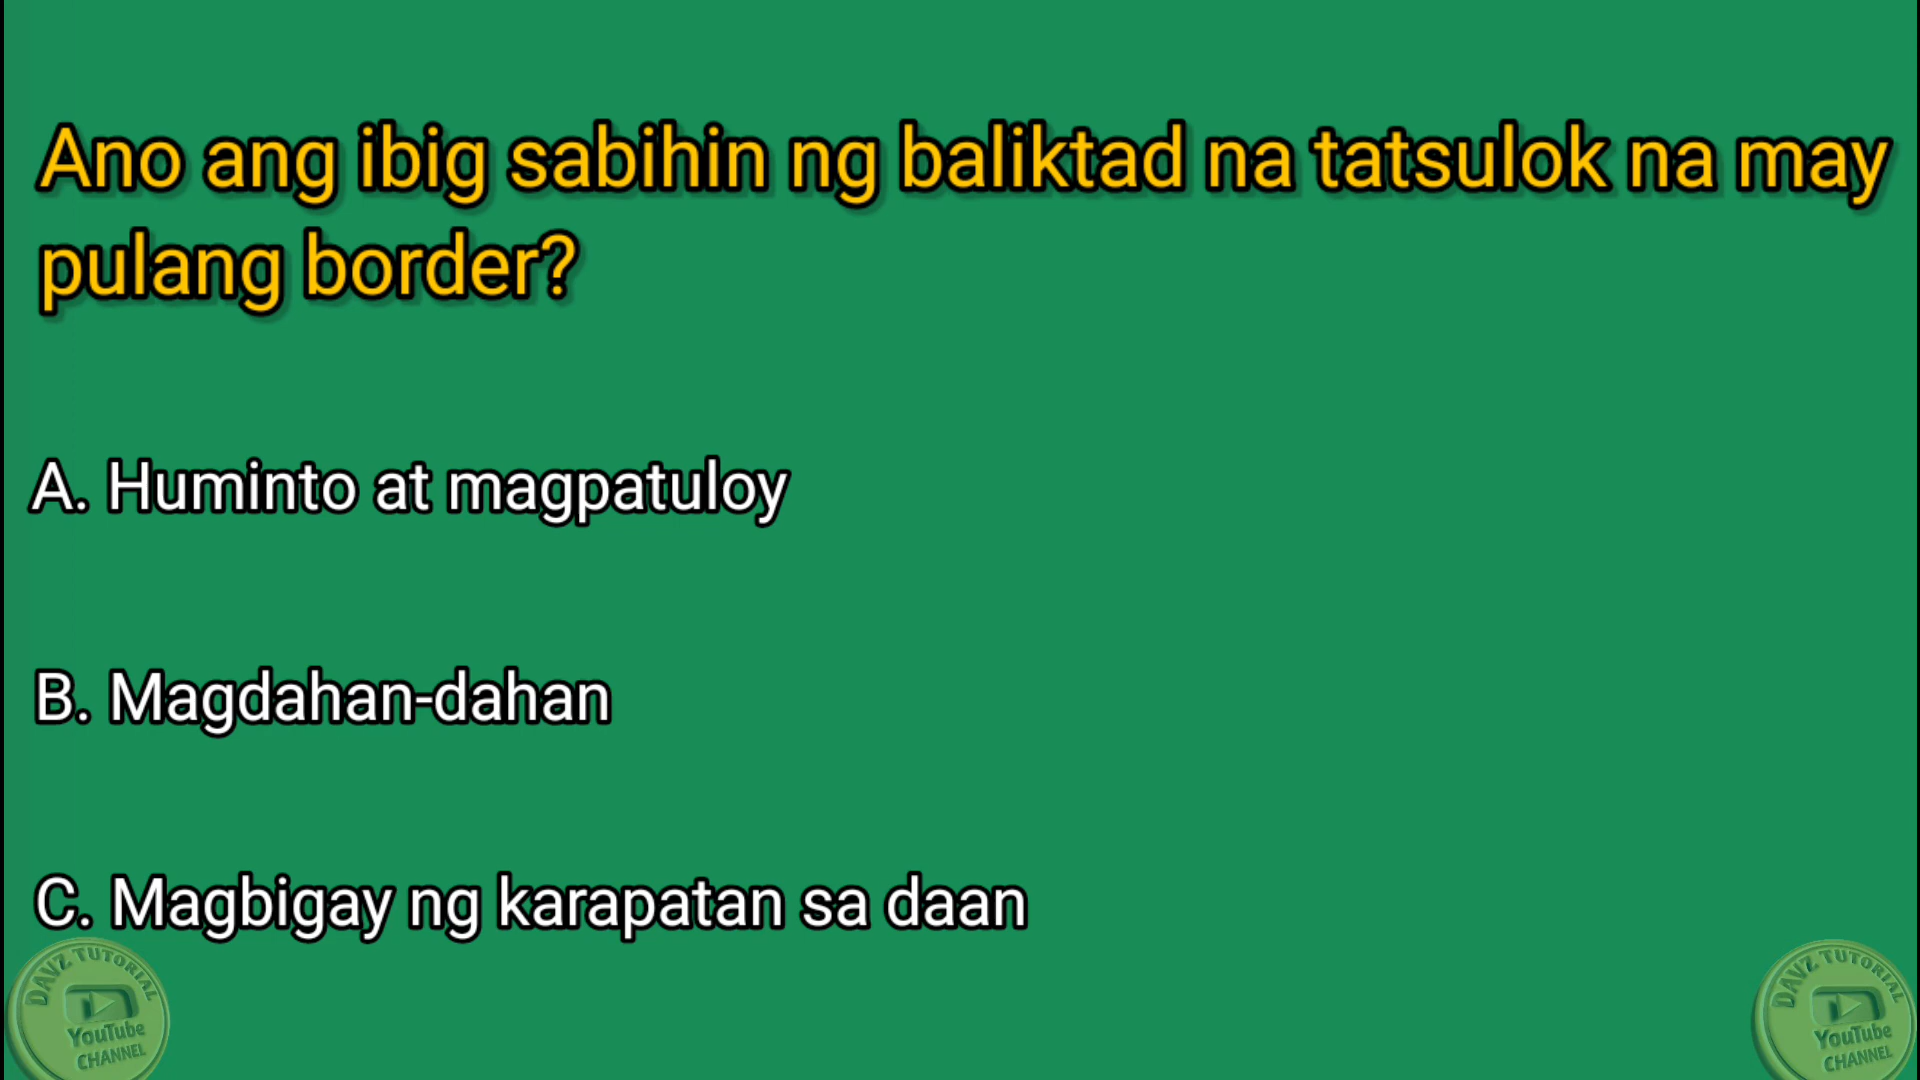 Ano ang ibig sabihin ng baliktad na tatsulok na may
pulang border?
A. Huminto at magpatuloy
B. Magdahan-dahan
C. Magbigay ng karapatan sa daan
DAVZ TUTORIAL
YouTube
CHANNEL
DAVZ TUTORIAL
YouTube
CHANNEL